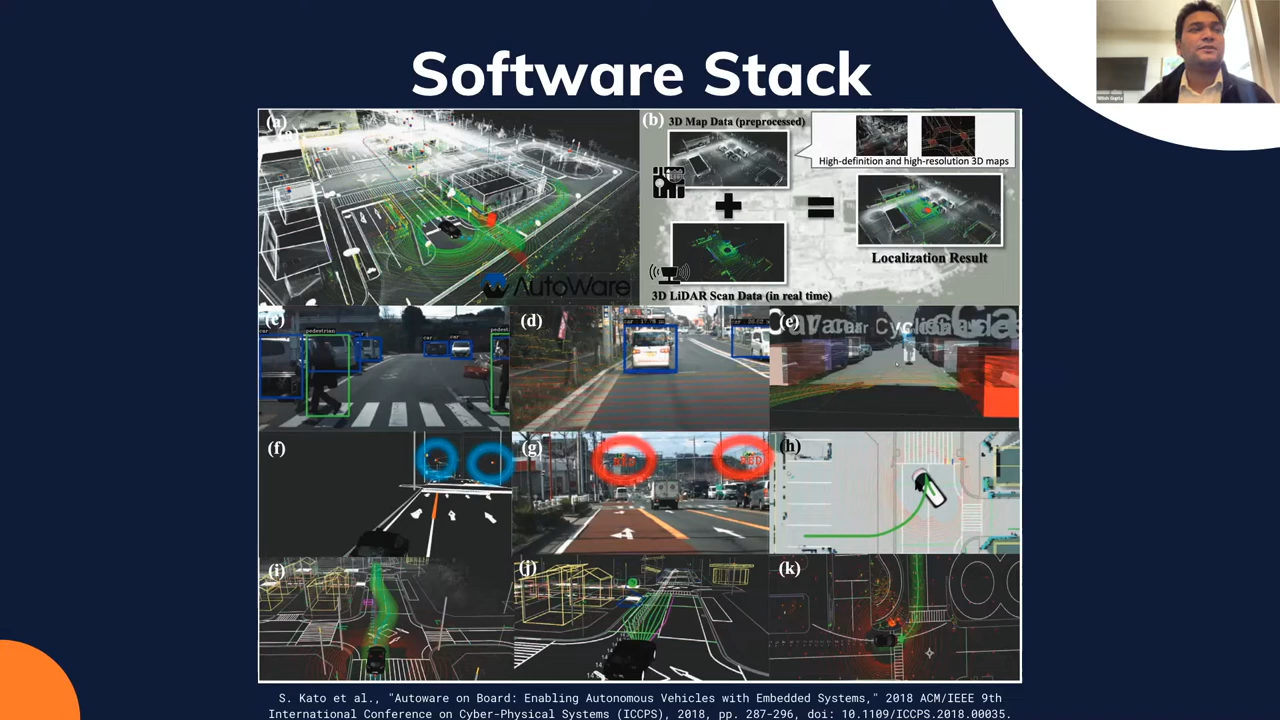 Software Stack
(a)
AutoWare
(b)
3D Map Data (preprocessed)
High-definition and high-resolution 3D maps
Localization Result
3D LiDAR Scan Data (in real time)
(c)
car
pedestrian
car
car
(d)
(e)
(f)
(g)
RED
(h)
(i)
(j)
(k)
S. Kato et al., "Autoware on Board: Enabling Autonomous Vehicles with Embedded Systems," 2018 ACM/IEEE 9th
International Conference on Cyber-Physical Systems (ICCPS), 2018, pp. 287-296, doi: 10.1109/ICCPS.2018.00035.